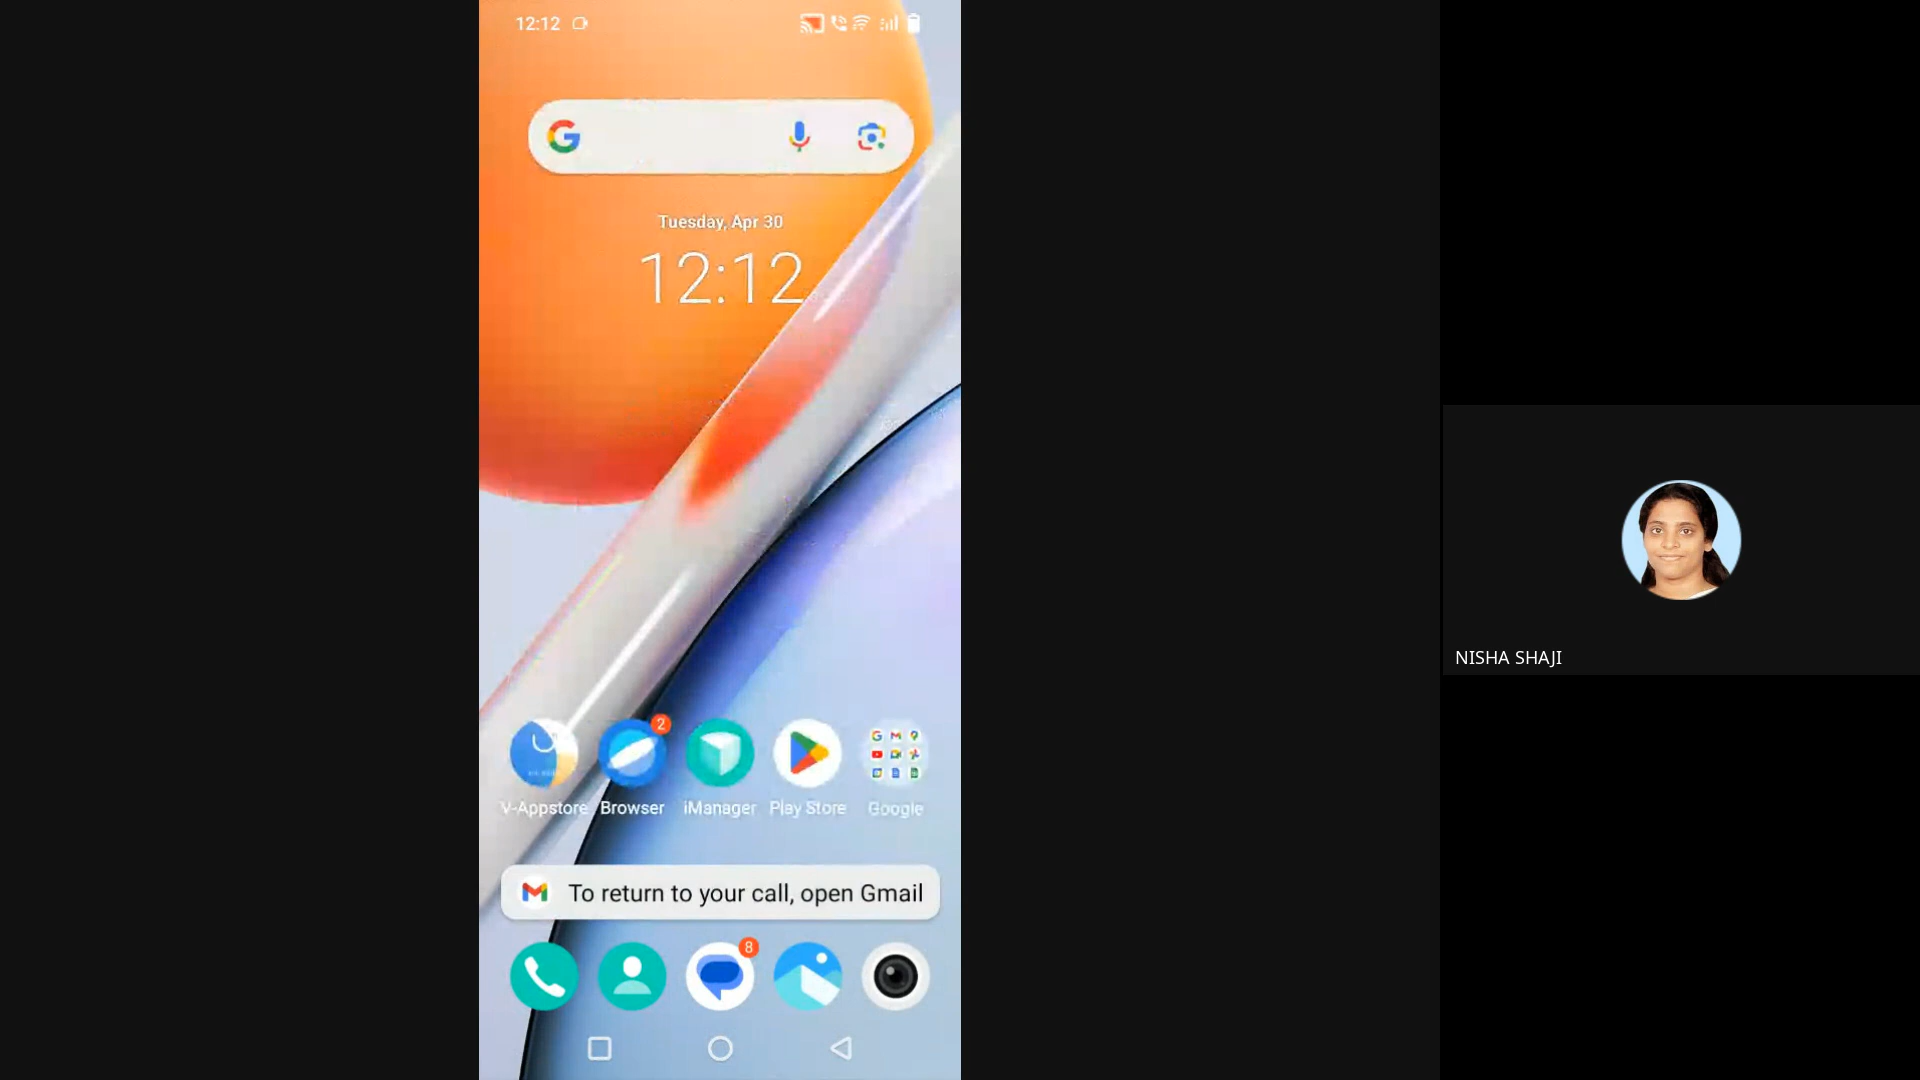 12:12
Tuesday, Apr 30
12:12
2
V-Appstore Browser iManager Play Store Google
To return to your call, open Gmail
8
NISHA SHAJI